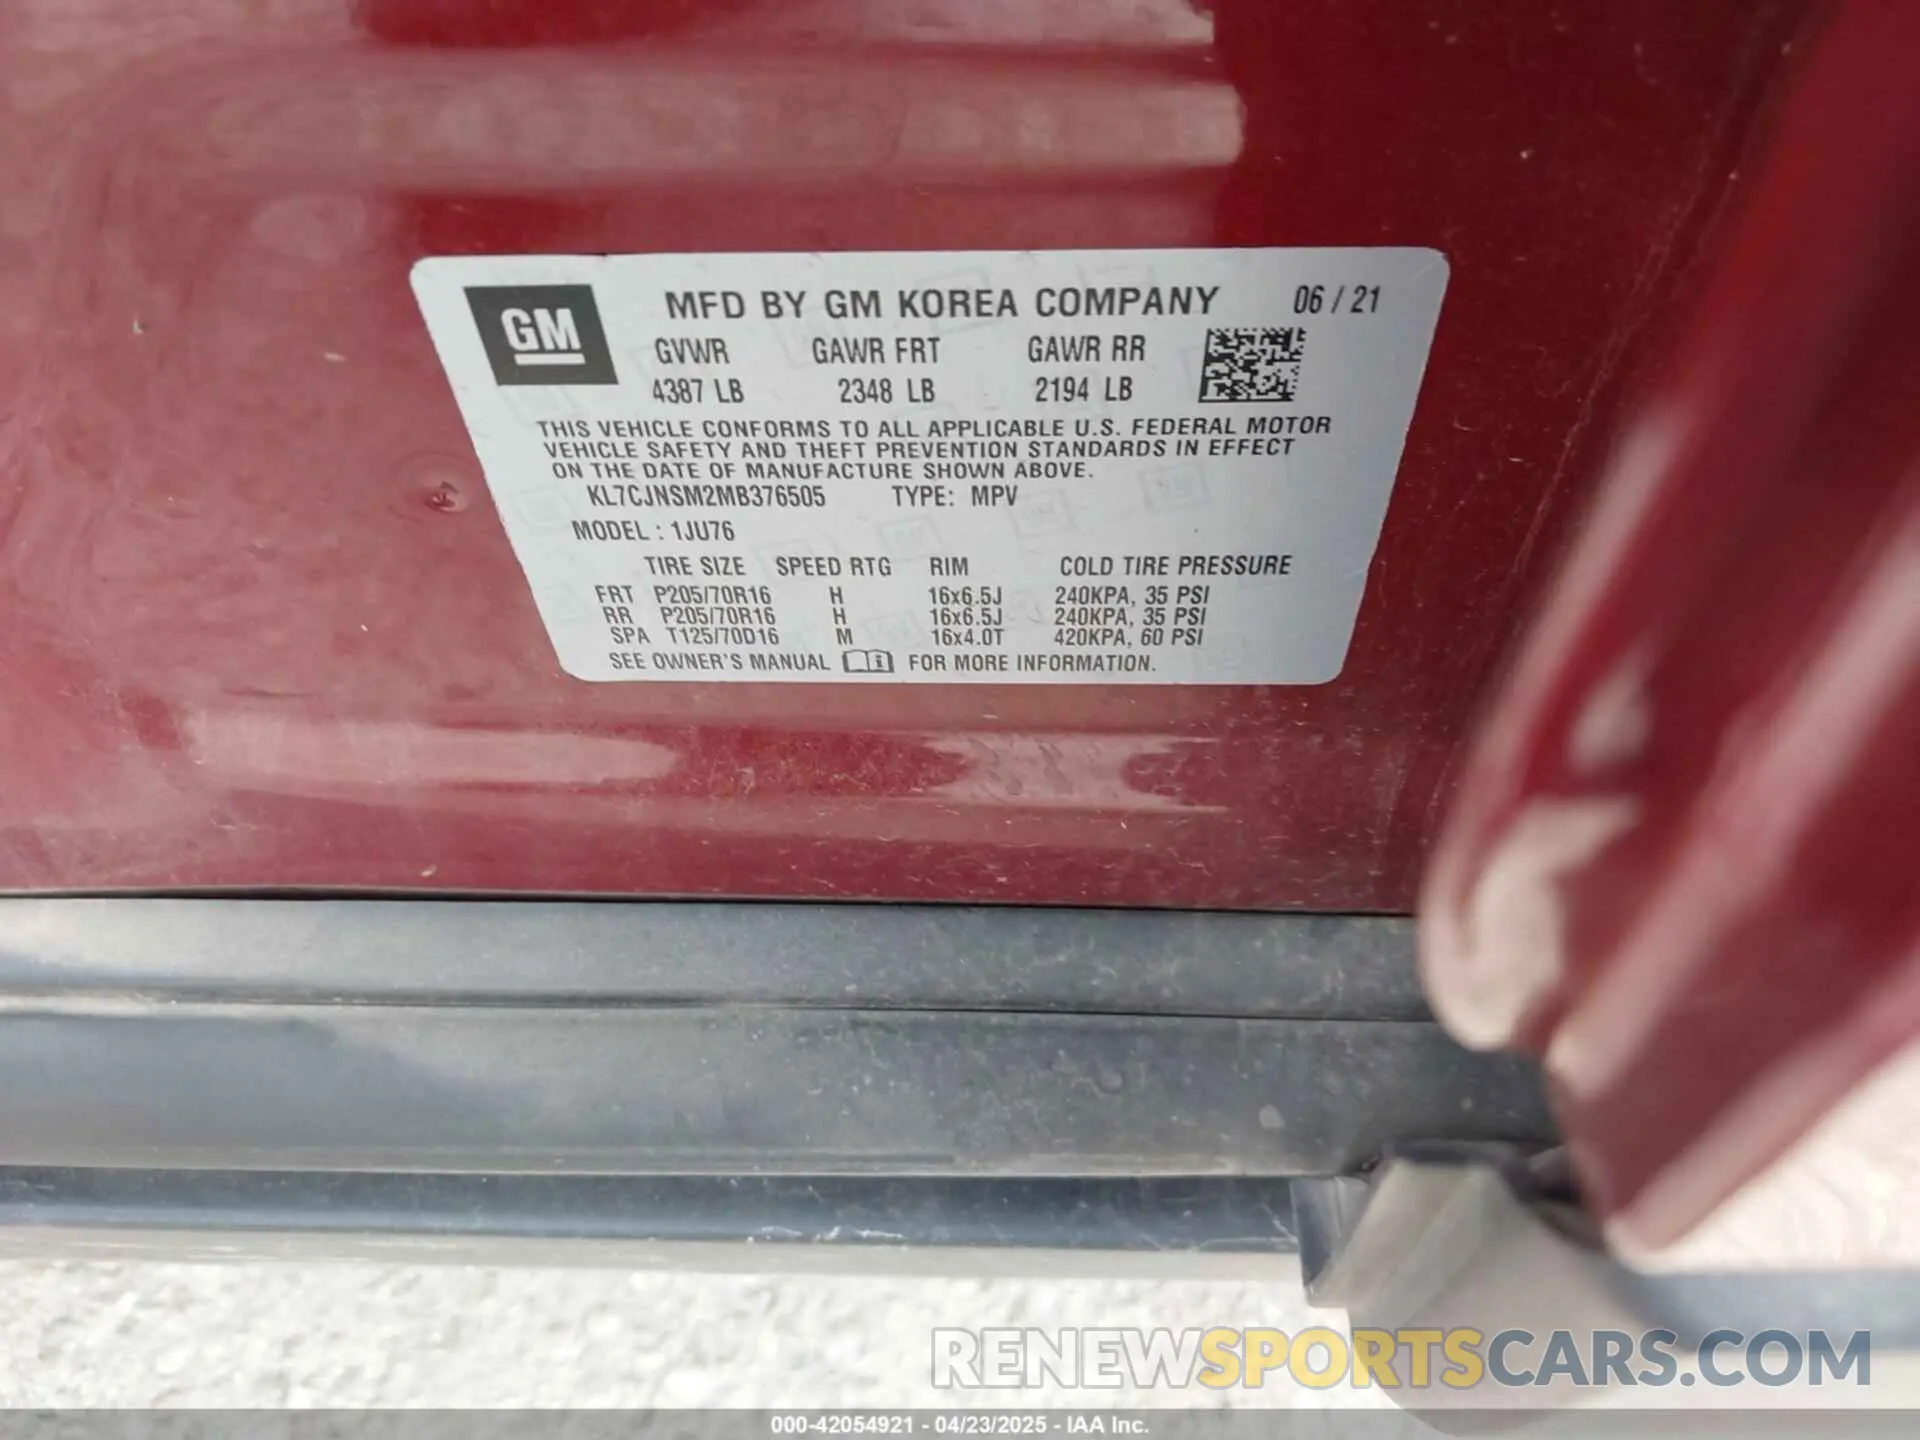 GM
MFD BY GM KOREA COMPANY 06 / 21
GVWR GAWR FRT GAWR RR
4387 LB 2348 LB 2194 LB
THIS VEHICLE CONFORMS TO ALL APPLICABLE U.S. FEDERAL MOTOR
VEHICLE SAFETY AND THEFT PREVENTION STANDARDS IN EFFECT
ON THE DATE OF MANUFACTURE SHOWN ABOVE.
KL7CJNSM2MB376505 TYPE: MPV
MODEL : 1JU76
TIRE SIZE SPEED RTG RIM COLD TIRE PRESSURE
FRT P205/70R16 H 16x6.5J 240KPA, 35 PSI
RR P205/70R16 H 16x6.5J 240KPA, 35 PSI
SPA T125/70D16 M 16x4.0T 420KPA, 60 PSI
SEE OWNER'S MANUAL i FOR MORE INFORMATION.
RENEWSPORTSCARS.COM
000-42054921 - 04/23/2025 - IAA Inc.